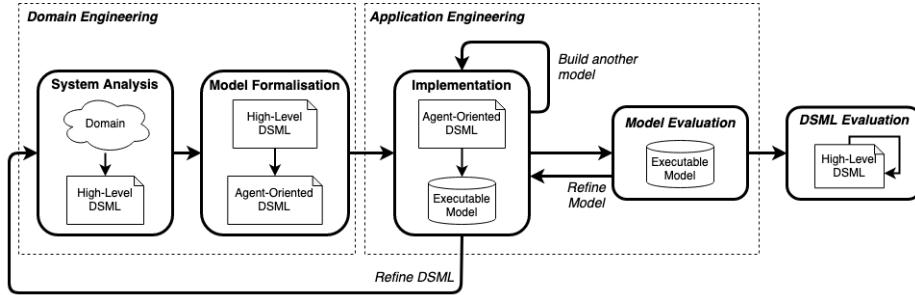 Domain Engineering
Application Engineering
System Analysis
Domain
High-Level
DSML
Model Formalisation
High-Level
DSML
Agent-Oriented
DSML
Implementation
Agent-Oriented
DSML
Executable
Model
Build another
model
Refine
Model
Model Evaluation
Executable
Model
DSML Evaluation
High-Level
DSML
Refine DSML